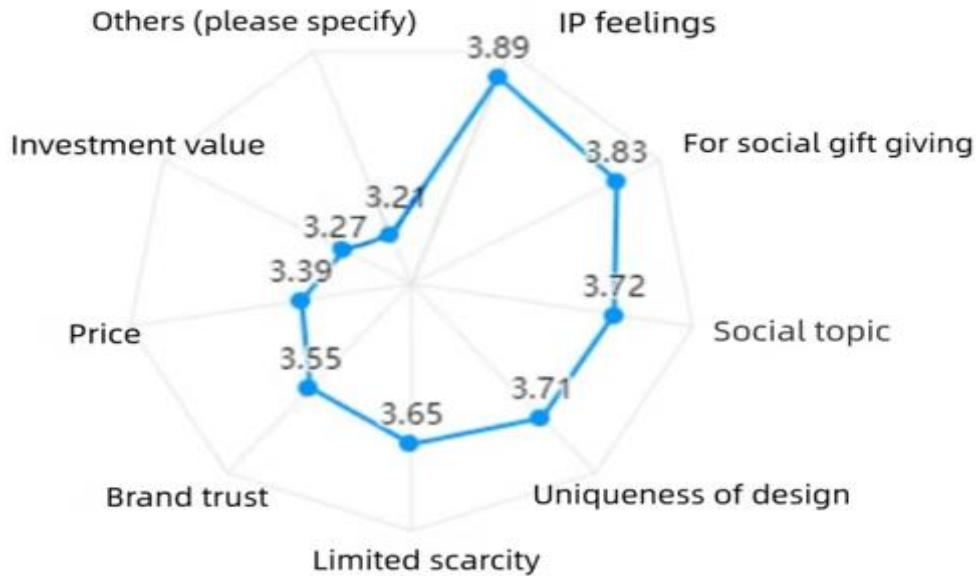 Others (please specify)
IP feelings
3.89
Investment value
For social gift giving
3.83
3.21
3.27
3.39
3.72
Price
Social topic
3.55
3.71
3.65
Brand trust
Uniqueness of design
Limited scarcity